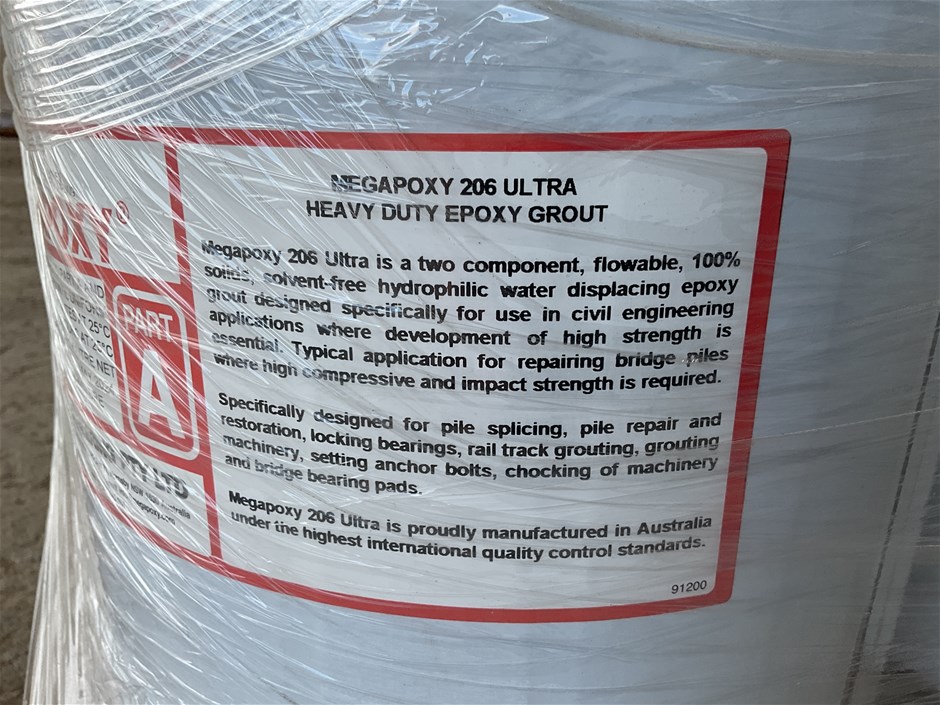 OXY®
PART
A
PTY LTD
MEGAPOXY 206 ULTRA
HEAVY DUTY EPOXY GROUT
Megapoxy 206 Ultra is a two component, flowable, 100%
solids, solvent-free hydrophilic water displacing epoxy
grout designed specifically for use in civil engineering
applications where development of high strength is
essential. Typical application for repairing bridge piles
where high compressive and impact strength is required.
Specifically designed for pile splicing, pile repair and
restoration, locking bearings, rail track grouting, grouting
machinery, setting anchor bolts, chocking of machinery
and bridge bearing pads.
Megapoxy 206 Ultra is proudly manufactured in Australia
under the highest international quality control standards.
91200